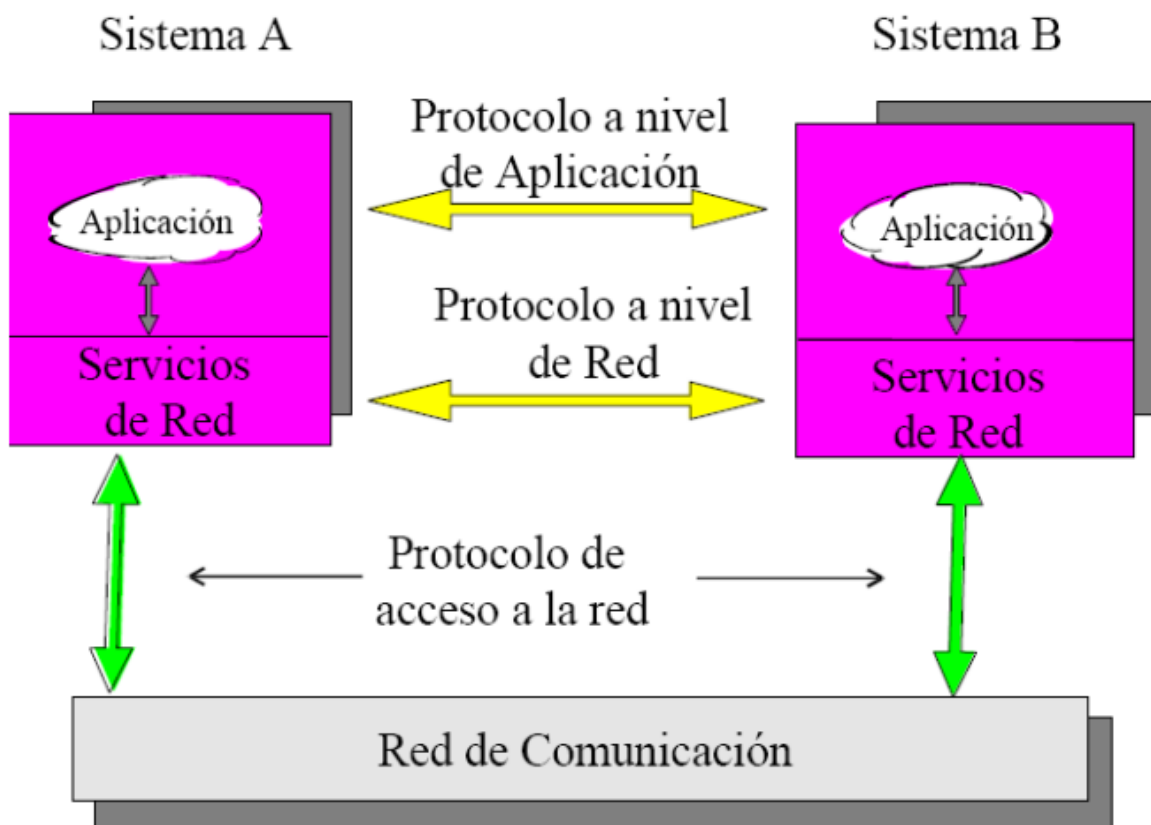 Sistema A
Sistema B
Protocolo a nivel
de Aplicación
Aplicación
Aplicación
Protocolo a nivel
de Red
Servicios
de Red
Servicios
de Red
Protocolo de
acceso a la red
Red de Comunicación